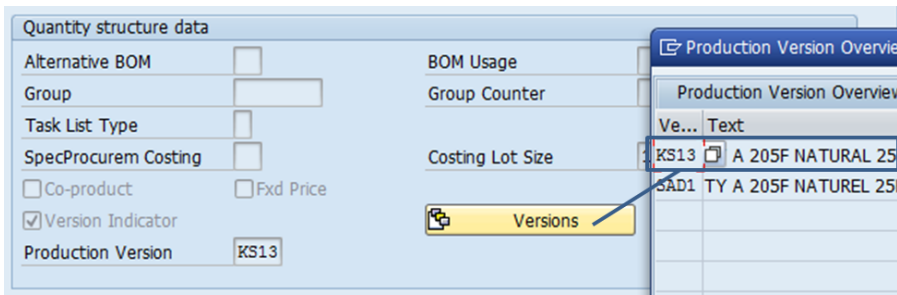 Quantity structure data
Alternative BOM
BOM Usage
Group
Group Counter
Task List Type
SpecProcurem Costing
Costing Lot Size
1
Co-product
Fxd Price
Version Indicator
Versions
Production Version
KS13
Production Version Overvie
Production Version Overview
Ve... Text
KS13 A 205F NATURAL 25
SAD1 TY A 205F NATUREL 25